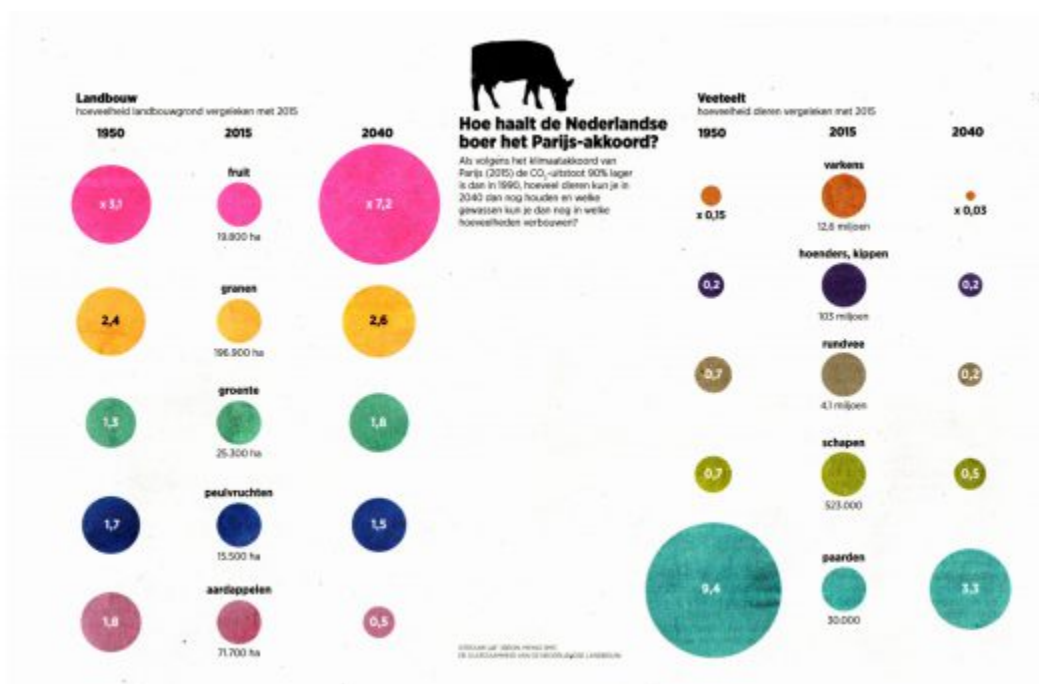 Landbouw
hoeveelheid landbouwgrond vergeleken met 2015
1950 2015 2040
fruit
x 3,1
x 7,2
19.800 ha
granen
2,4
2,6
196.900 ha
groente
1,3
1,8
25.300 ha
peulvruchten
1,7
1,5
15.500 ha
aardappelen
1,8
0,5
71.700 ha
Hoe haalt de Nederlandse
boer het Parijs-akkoord?
Als volgens het klimaatakkoord van
Parijs (2015) de CO₂-uitstoot 90% lager
is dan in 1990, hoeveel dieren kun je in
2040 dan nog houden en welke
gewassen kun je dan nog in welke
hoeveelheden verbouwen?
DE DUURZAAMHEID VAN DE NEDERLANDSE LANDBOUW
Veeteelt
hoeveelheid dieren vergeleken met 2015
1950 2015 2040
varkens
x 0,15
x 0,03
12,6 miljoen
hoenders, kippen
0,2
0,2
103 miljoen
rundvee
0,7
0,2
4,1 miljoen
schapen
0,7
0,5
523.000
paarden
9,4
3,3
30.000